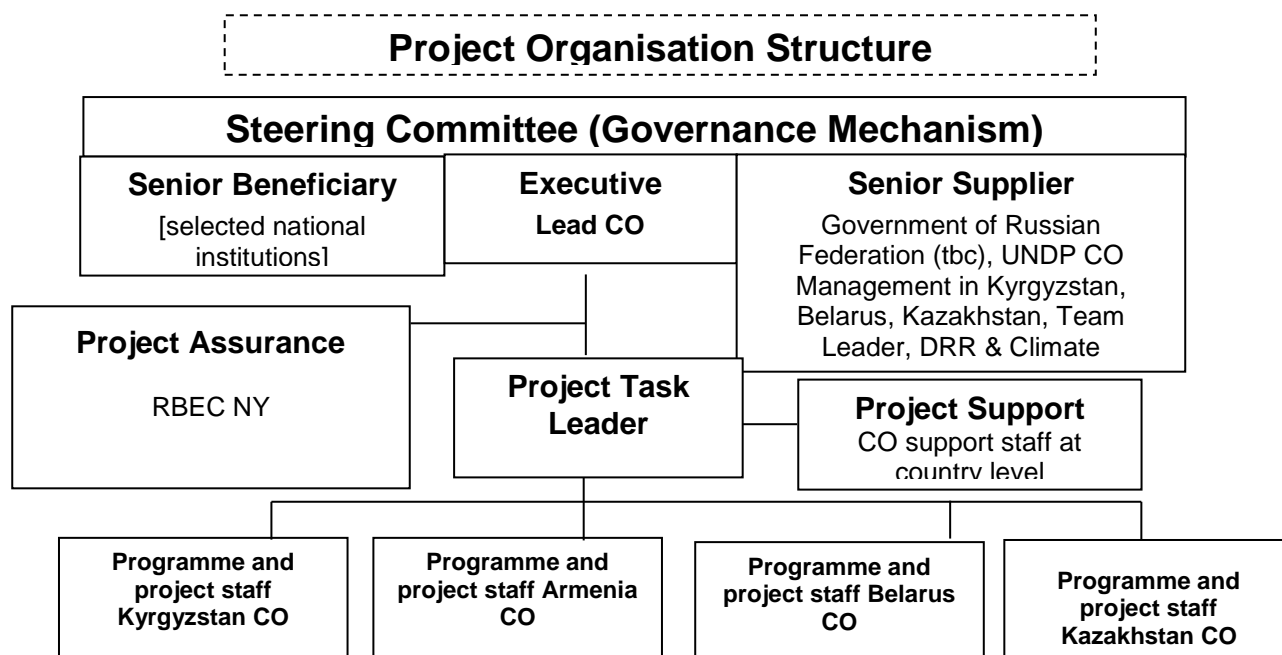 Project Organisation Structure
Steering Committee (Governance Mechanism)
Senior Beneficiary
[selected national
institutions]
Executive
Lead CO
Senior Supplier
Government of Russian
Federation (tbc), UNDP CO
Management in Kyrgyzstan,
Belarus, Kazakhstan, Team
Leader, DRR & Climate
Project Assurance
RBEC NY
Project Task
Leader
Project Support
CO support staff at
country level
Programme and
project staff
Kyrgyzstan CO
Programme and
project staff Armenia
CO
Programme and
project staff Belarus
CO
Programme and
project staff
Kazakhstan CO